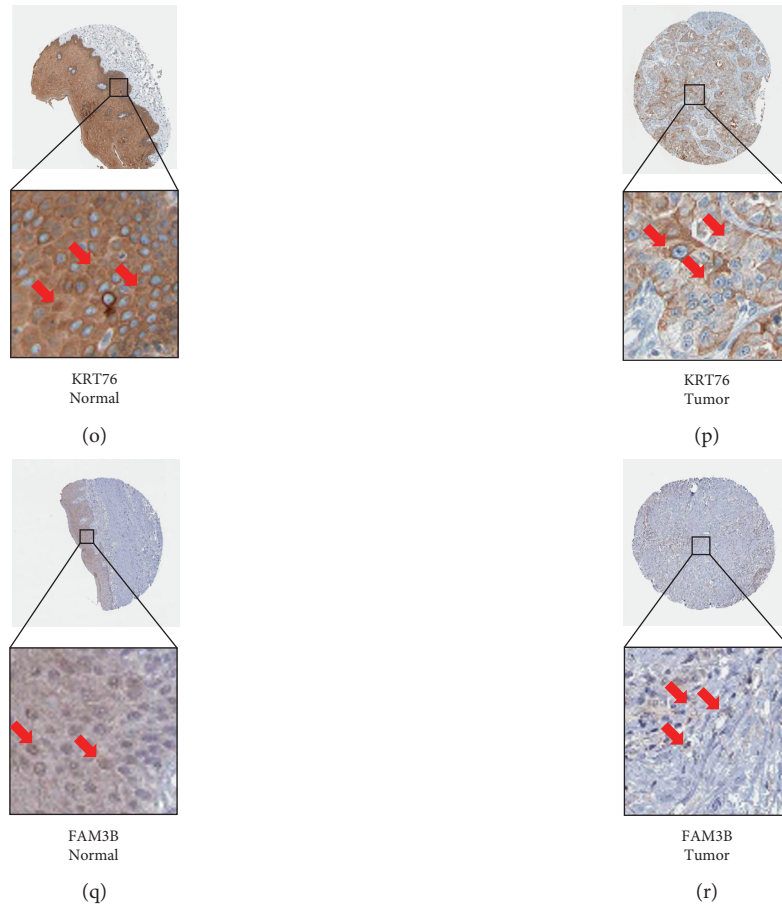 KRT76
Normal
(o)
KRT76
Tumor
(p)
FAM3B
Normal
(q)
FAM3B
Tumor
(r)